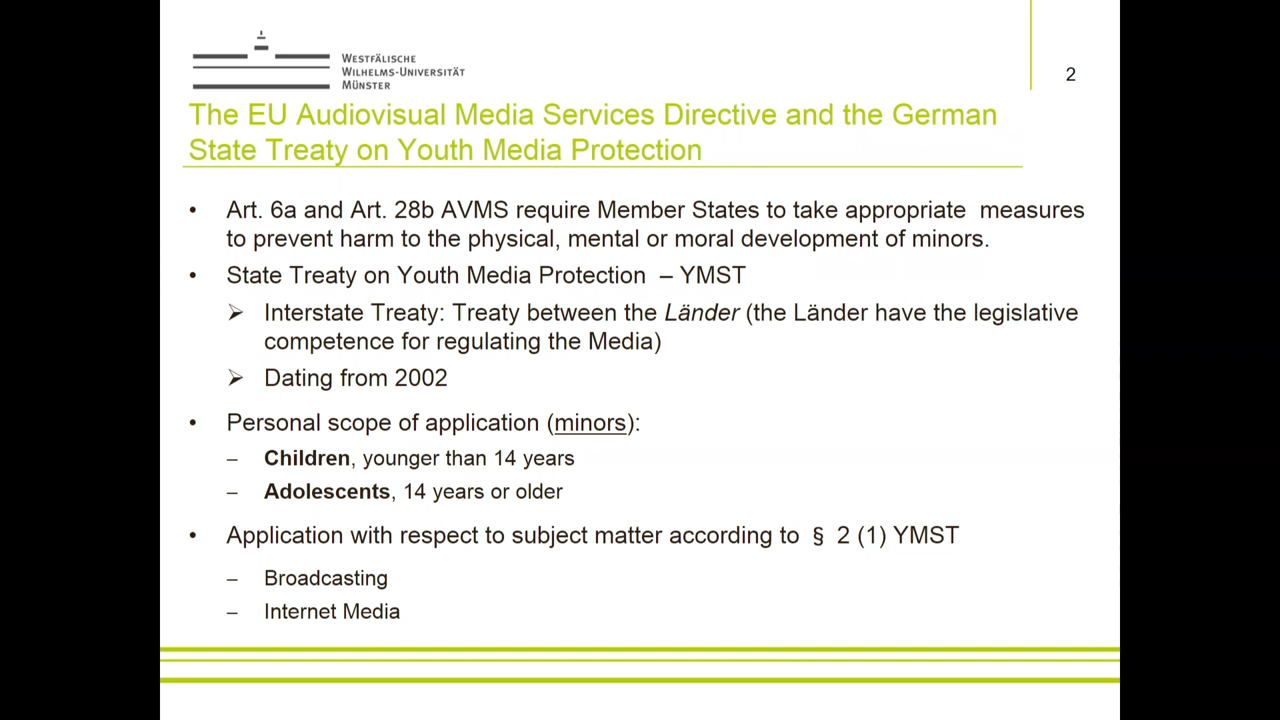 WESTFÄLISCHE
WILHELMS-UNIVERSITÄT
MÜNSTER
2
The EU Audiovisual Media Services Directive and the German
State Treaty on Youth Media Protection
• Art. 6a and Art. 28b AVMS require Member States to take appropriate measures
to prevent harm to the physical, mental or moral development of minors.
• State Treaty on Youth Media Protection – YMST
➢ Interstate Treaty: Treaty between the Länder (the Länder have the legislative
competence for regulating the Media)
➢ Dating from 2002
• Personal scope of application (minors):
– Children, younger than 14 years
– Adolescents, 14 years or older
• Application with respect to subject matter according to § 2 (1) YMST
– Broadcasting
– Internet Media